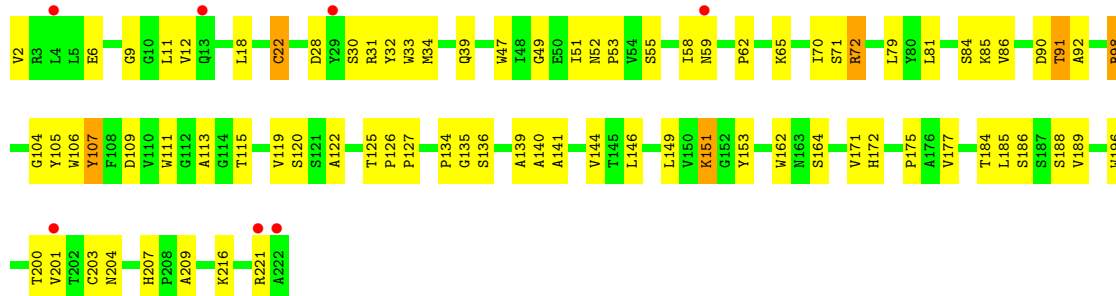 V2 R3 L4 L5 E6 G9 G10 L11 V12 Q13 L18 C22 D28 Y29 S30 R31 Y32 W33 M34 Q39 W47 I48 G49 E50 I51 N52 P53 V54 S55 I58 N59 P62 K65 I70 S71 R72 L79 Y80 L81 S84 K85 V86 D90 T91 A92 R98
G104 Y105 W106 Y107 F108 D109 V110 W111 G112 A113 G114 T115 V119 S120 S121 A122 T125 P126 P127 P134 G135 S136 A139 A140 A141 V144 T145 L146 L149 V150 K151 G152 Y153 W162 N163 S164 V171 H172 P175 A176 V177 T184 L185 S186 S187 S188 V189 W196
T200 V201 T202 C203 N204 H207 P208 A209 K216 R221 A222